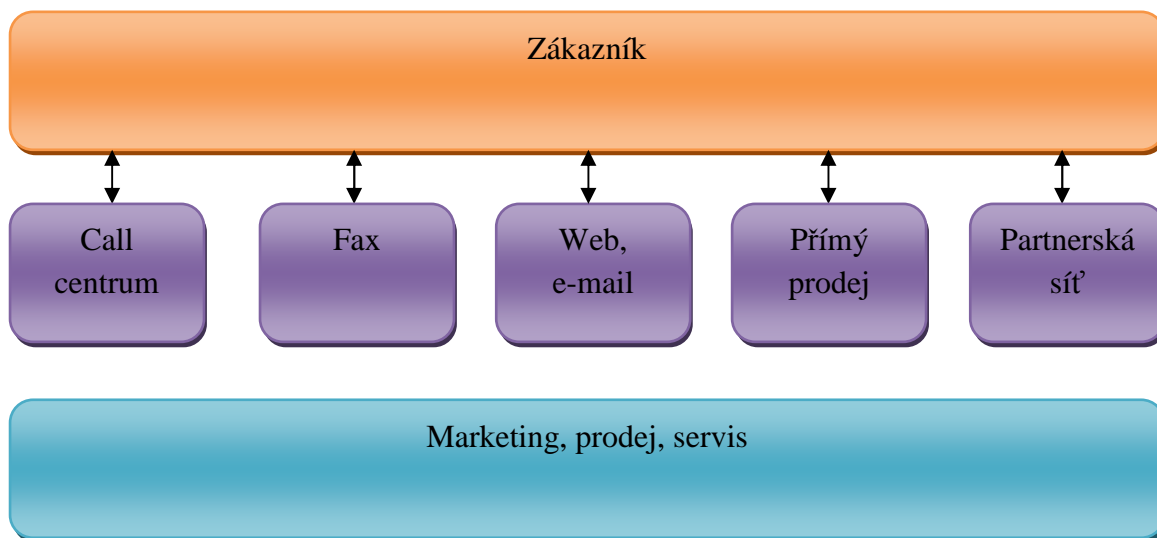 Zákazník
Call
centrum
Fax
Web,
e-mail
Přímý
prodej
Partnerská
síť
Marketing, prodej, servis